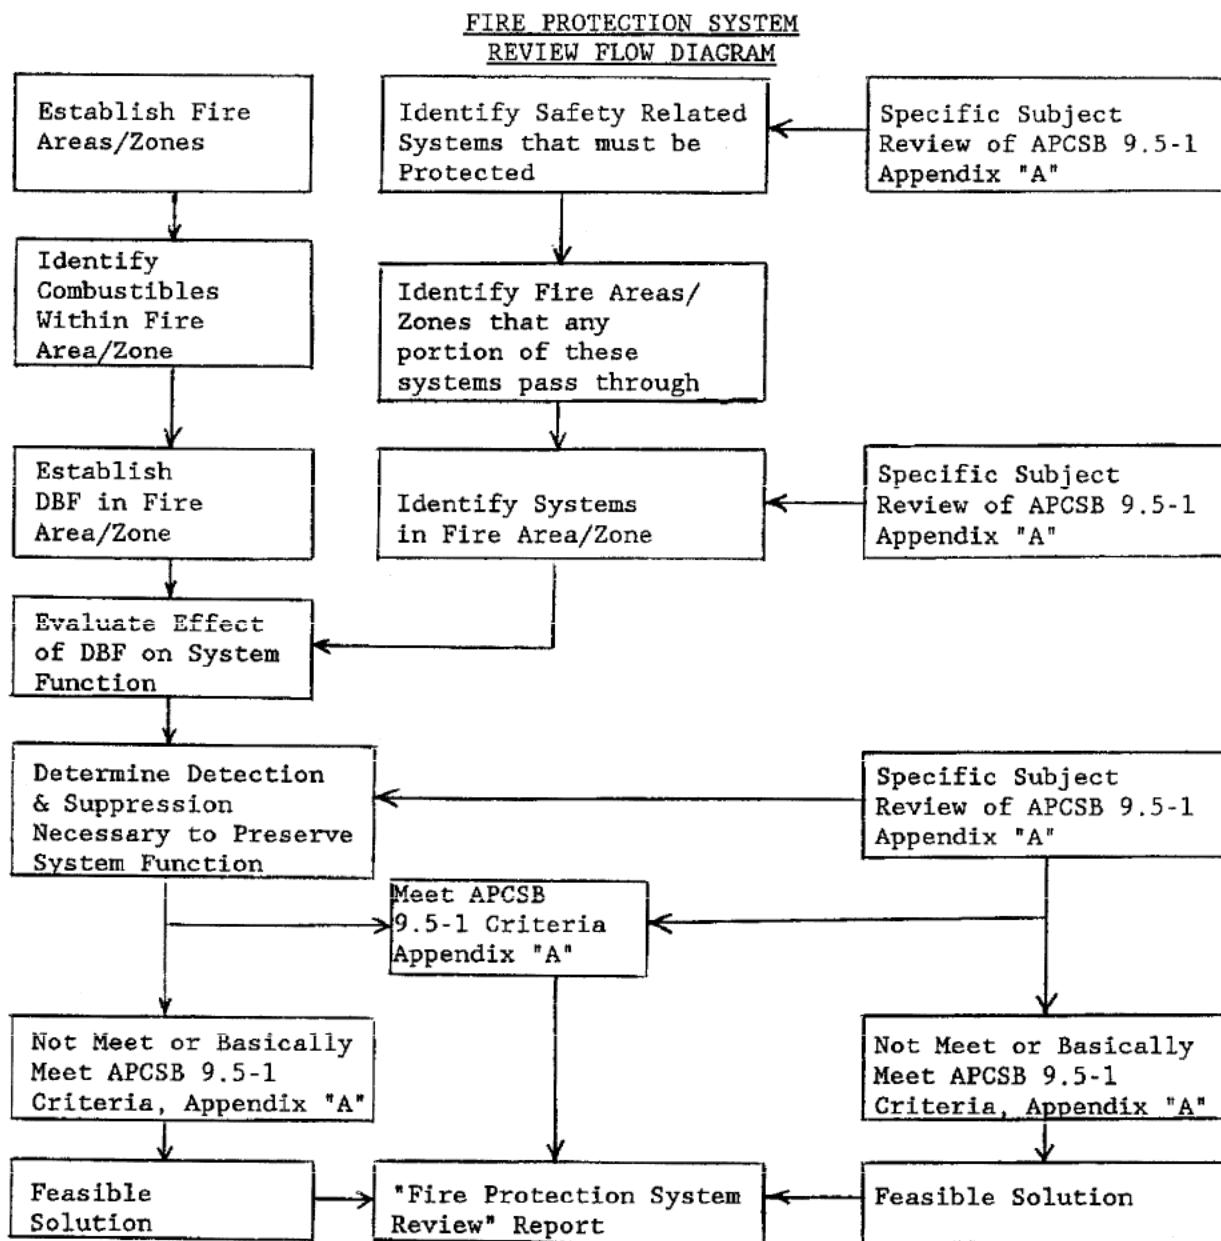 FIRE PROTECTION SYSTEM
REVIEW FLOW DIAGRAM
Establish Fire
Areas/Zones
Identify Safety Related
Systems that must be
Protected
Specific Subject
Review of APCSB 9.5-1
Appendix "A"
Identify
Combustibles
Within Fire
Area/Zone
Identify Fire Areas/
Zones that any
portion of these
systems pass through
Establish
DBF in Fire
Area/Zone
Identify Systems
in Fire Area/Zone
Specific Subject
Review of APCSB 9.5-1
Appendix "A"
Evaluate Effect
of DBF on System
Function
Determine Detection
& Suppression
Necessary to Preserve
System Function
Specific Subject
Review of APCSB 9.5-1
Appendix "A"
Meet APCSB
9.5-1 Criteria
Appendix "A"
Not Meet or Basically
Meet APCSB 9.5-1
Criteria, Appendix "A"
Not Meet or Basically
Meet APCSB 9.5-1
Criteria, Appendix "A"
Feasible
Solution
"Fire Protection System
Review" Report
Feasible Solution